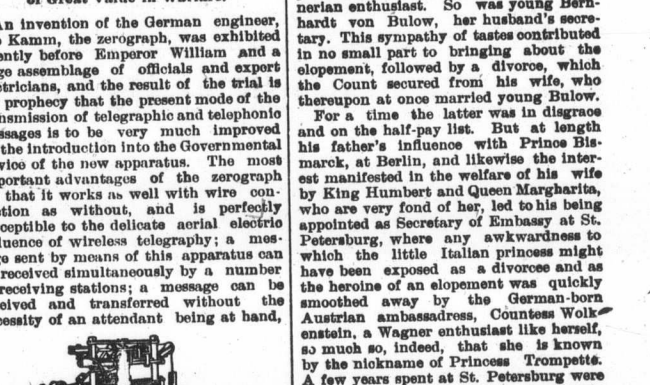 of Great Value in Warfare.
An invention of the German engineer,
Kamm, the zerograph, was exhibited
ently before Emperor William and a
ge assemblage of officials and expert
ctricians, and the result of the trial is
prophecy that the present mode of the
nsmission of telegraphic and telephonic
ssages is to be very much improved
the introduction into the Governmental
vice of the new apparatus. The most
portant advantages of the zerograph
that it works as well with wire con-
ction as without, and is perfectly
ceptible to the delicate aerial electric
luence of wireless telegraphy; a mes-
ge sent by means of this apparatus can
received simultaneously by a number
receiving stations; a message can be
eived and transferred without the
cessity of an attendant being at hand,
nerian enthusiast. So was young Bern-
hardt von Bulow, her husband's secre-
tary. This sympathy of tastes contributed
in no small part to bringing about the
elopement, followed by a divorce, which
the Count secured from his wife, who
thereupon at once married young Bulow.
For a time the latter was in disgrace
and on the half-pay list. But at length
his father's influence with Prince Bis-
marck, at Berlin, and likewise the inter-
est manifested in the welfare of his wife
by King Humbert and Queen Margharita,
who are very fond of her, led to his being
appointed as Secretary of Embassy at St.
Petersburg, where any awkwardness to
which the little Italian princess might
have been exposed as a divorcee and as
the heroine of an elopement was quickly
smoothed away by the German-born
Austrian ambassadress, Countess Wolk
enstein, a Wagner enthusiast like herself,
so much so, indeed, that she is known
by the nickname of Princess Trompette.
A few years spent at St. Petersburg were